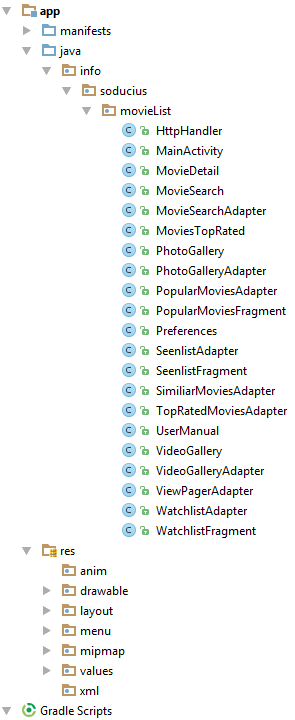 app
manifests
java
info
soducius
movieList
HttpHandler
MainActivity
MovieDetail
MovieSearch
MovieSearchAdapter
MoviesTopRated
PhotoGallery
PhotoGalleryAdapter
PopularMoviesAdapter
PopularMoviesFragment
Preferences
SeenlistAdapter
SeenlistFragment
SimiliarMoviesAdapter
TopRatedMoviesAdapter
UserManual
VideoGallery
VideoGalleryAdapter
ViewPagerAdapter
WatchlistAdapter
WatchlistFragment
res
anim
drawable
layout
menu
mipmap
values
xml
Gradle Scripts